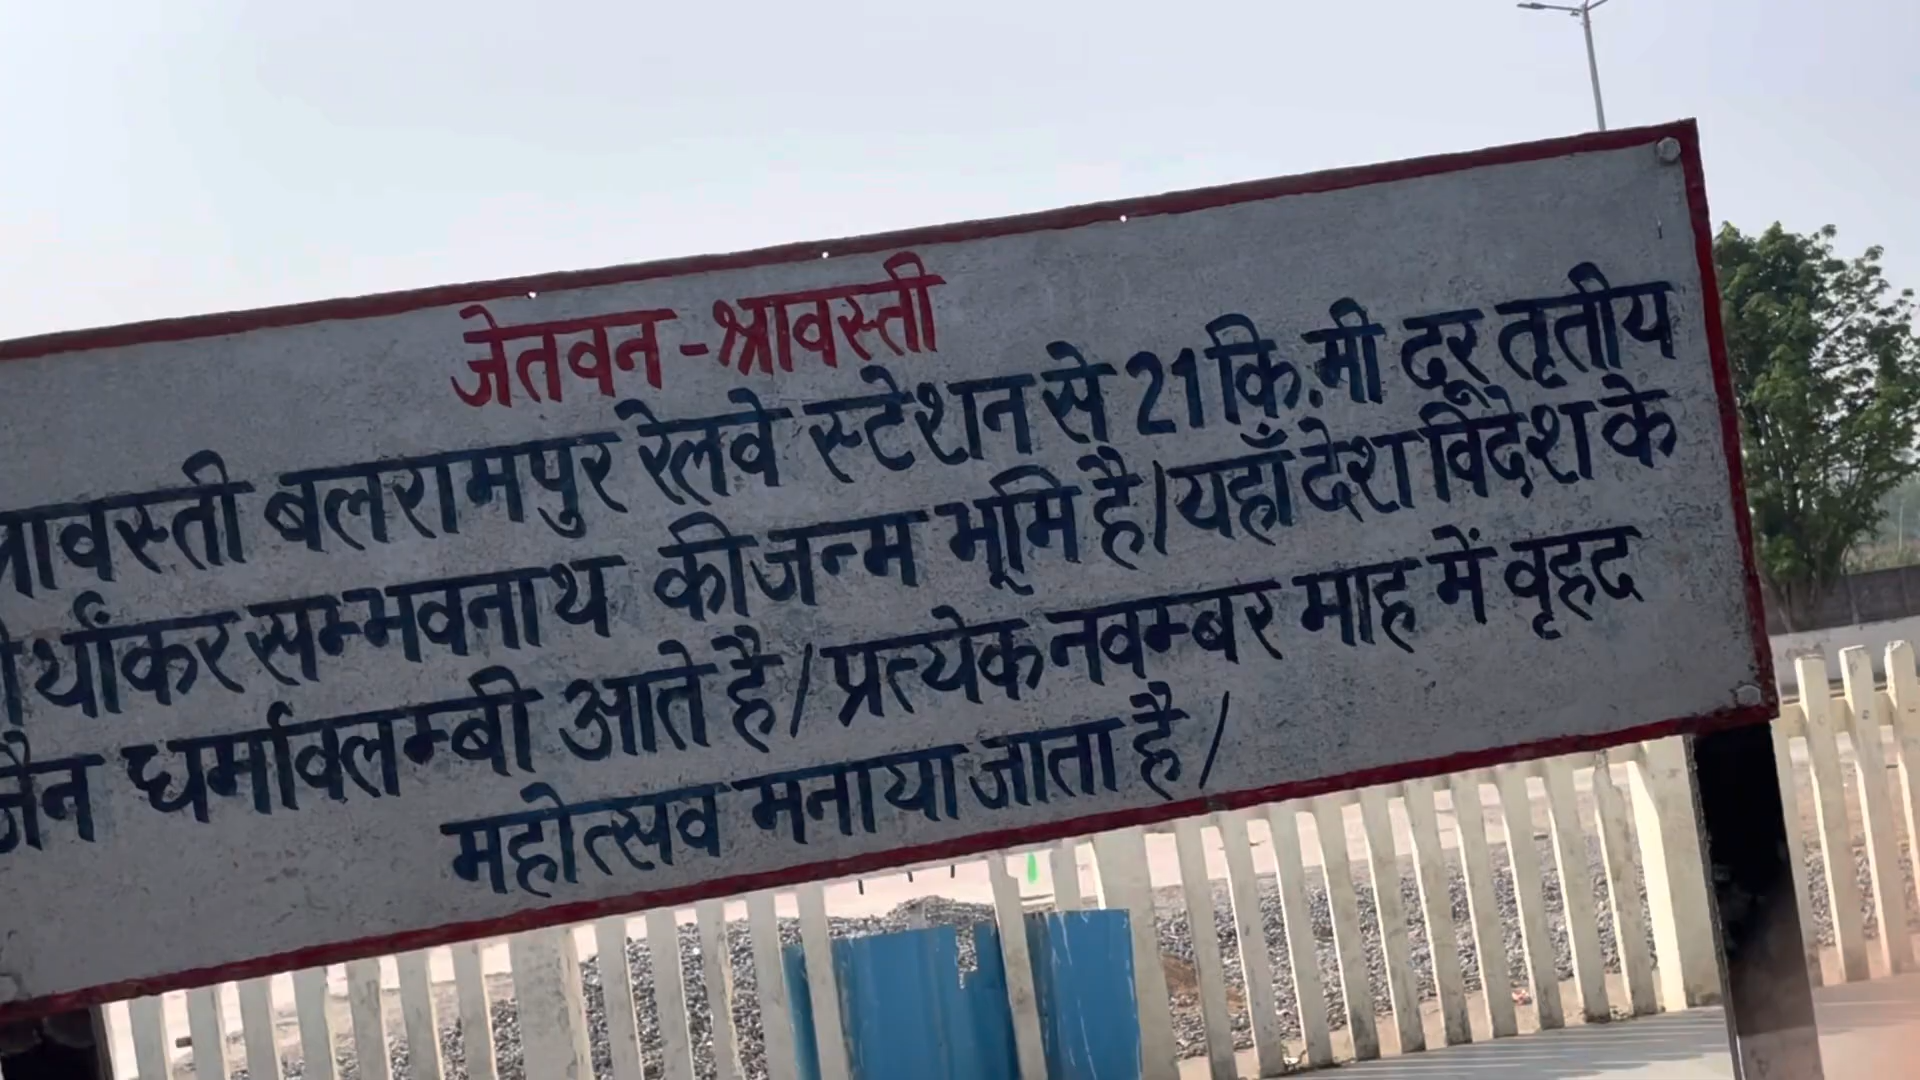 जेतवन-श्रावस्ती
श्रावस्ती बलरामपुर रेलवे स्टेशन से 21 कि.मी दूर तृतीय
तीर्थांकर सम्भवनाथ की जन्म भूमि है। यहाँ देश विदेश के
जैन धर्मावलम्बी आते है। प्रत्येक नवम्बर माह में वृहद
महोत्सव मनाया जाता है।